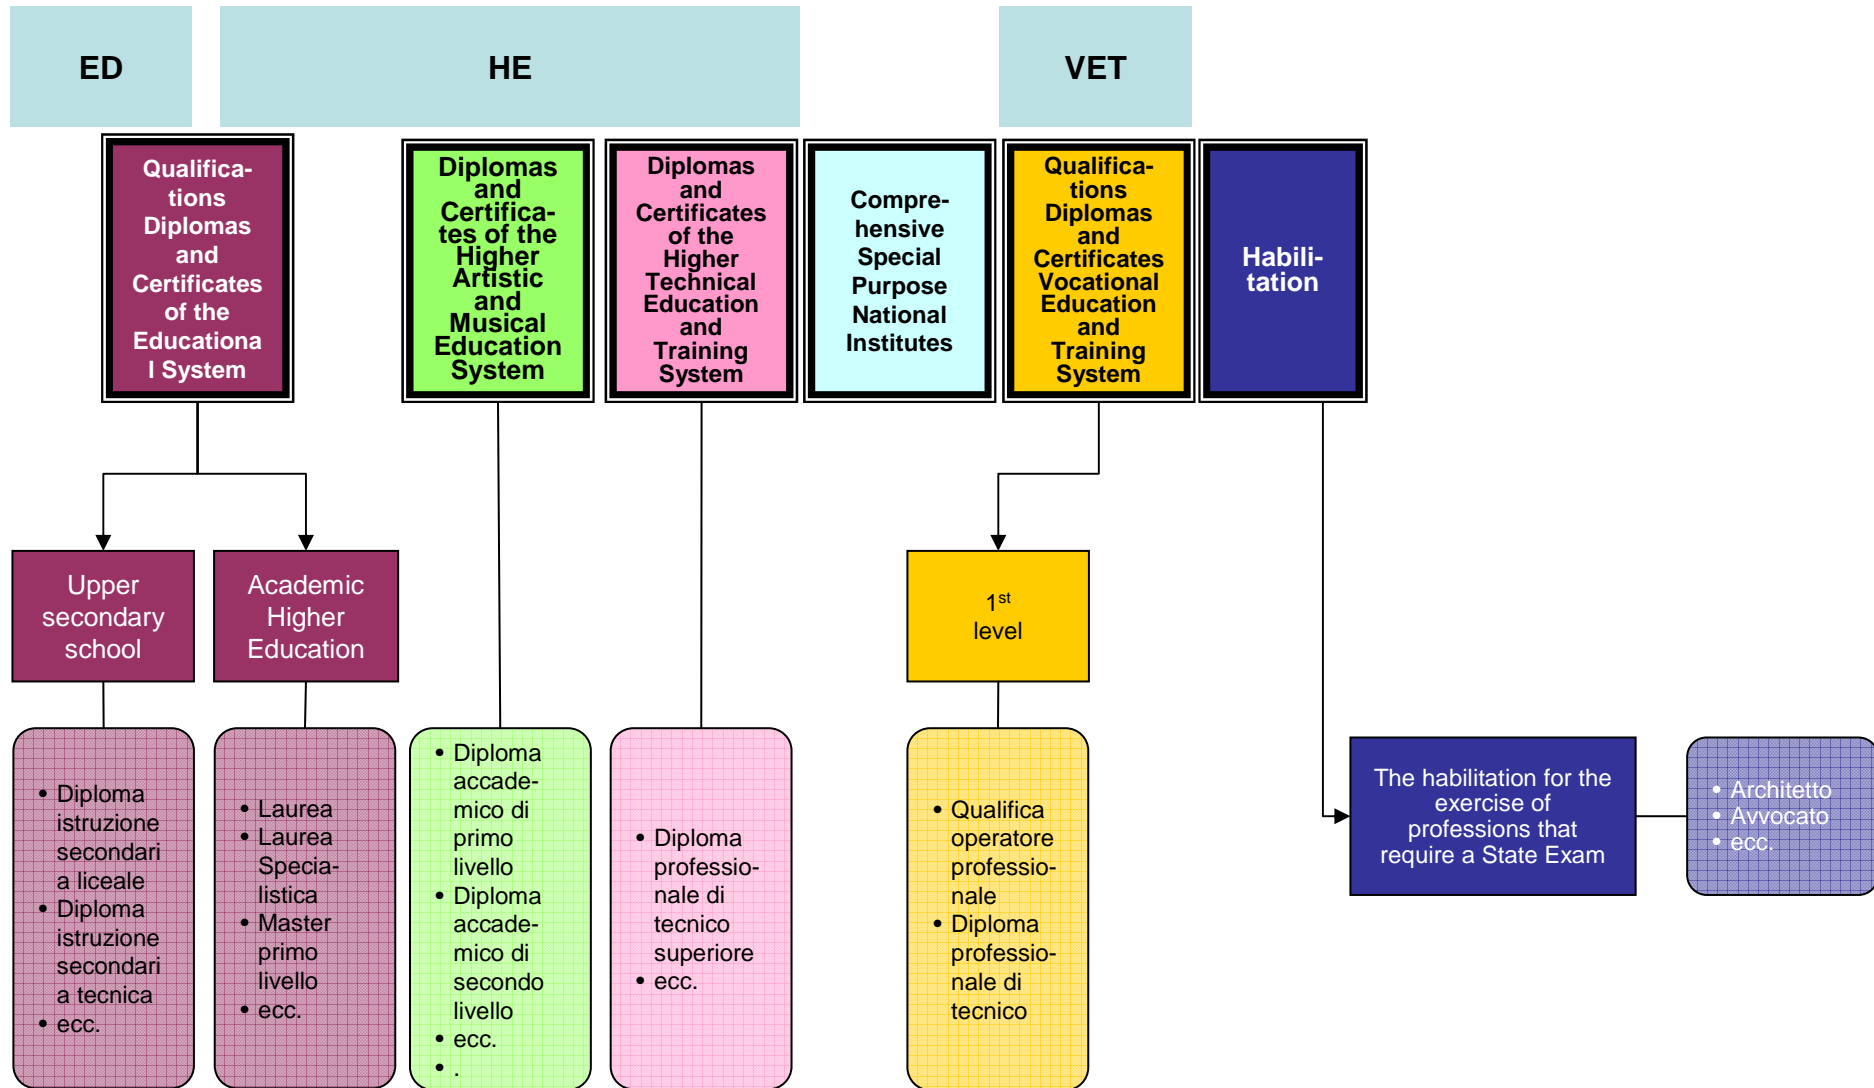 ED
HE
VET
Qualifica-
tions
Diplomas
and
Certificates
of the
Educationa
l System
Diplomas
and
Certifica-
tes of the
Higher
Artistic
and
Musical
Education
System
Diplomas
and
Certificates
of the
Higher
Technical
Education
and
Training
System
Compre-
hensive
Special
Purpose
National
Institutes
Qualifica-
tions
Diplomas
and
Certificates
Vocational
Education
and
Training
System
Habili-
tation
Upper
secondary
school
Academic
Higher
Education
1st
level
• Diploma
istruzione
secondari
a liceale
• Diploma
istruzione
secondari
a tecnica
• ecc.
• Laurea
• Laurea
Specia-
listica
• Master
primo
livello
• ecc.
• Diploma
accade-
mico di
primo
livello
• Diploma
accade-
mico di
secondo
livello
• ecc.
• .
• Diploma
professio-
nale di
tecnico
superiore
• ecc.
• Qualifica
operatore
professio-
nale
• Diploma
professio-
nale di
tecnico
The habilitation for the
exercise of
professions that
require a State Exam
• Architetto
• Avvocato
• ecc.